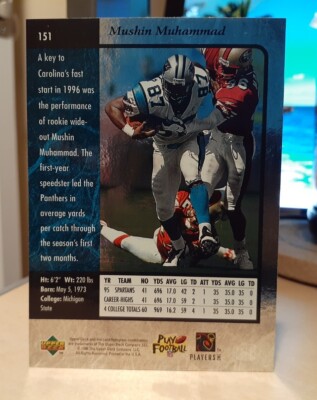 151
Mushin Muhammad
A key to
Carolina's fast
start in 1996 was
the performance
of rookie wide-
out Mushin
Muhammad. The
first-year
speedster led the
Panthers in
average yards
per catch through
the season's first
two months.
Ht: 6'2" Wt: 220 lbs
Born: May 5, 1973
College: Michigan
State
YR TEAM NO YDS AVG LG TD ATT YDS AVG LG TD
95 SPARTANS 41 696 17.0 42 2 1 35 35.0 35 0
CAREER HIGHS 41 696 17.0 59 2 1 35 35.0 35 0
4 COLLEGE TOTALS 60 969 16.2 59 4 1 35 35.0 35 0
87
87
96
UPPER DECK
PLAY
FOOTBALL
PLAYERS